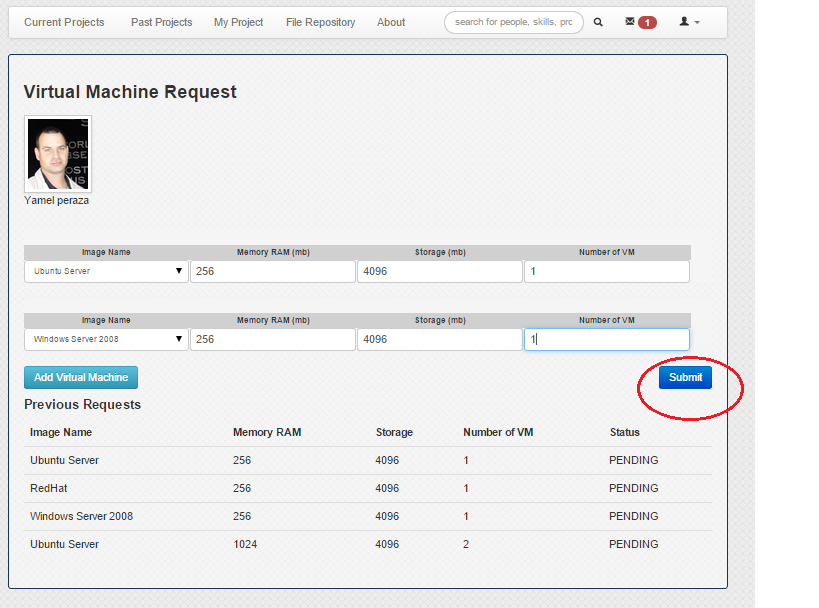 Current Projects Past Projects My Project File Repository About search for people, skills, prc 1
Virtual Machine Request
Yamel peraza
Image Name Memory RAM (mb) Storage (mb) Number of VM
Ubuntu Server 256 4096 1
Image Name Memory RAM (mb) Storage (mb) Number of VM
Windows Server 2008 256 4096 1
Add Virtual Machine Submit
Previous Requests
Image Name Memory RAM Storage Number of VM Status
Ubuntu Server 256 4096 1 PENDING
RedHat 256 4096 1 PENDING
Windows Server 2008 256 4096 1 PENDING
Ubuntu Server 1024 4096 2 PENDING